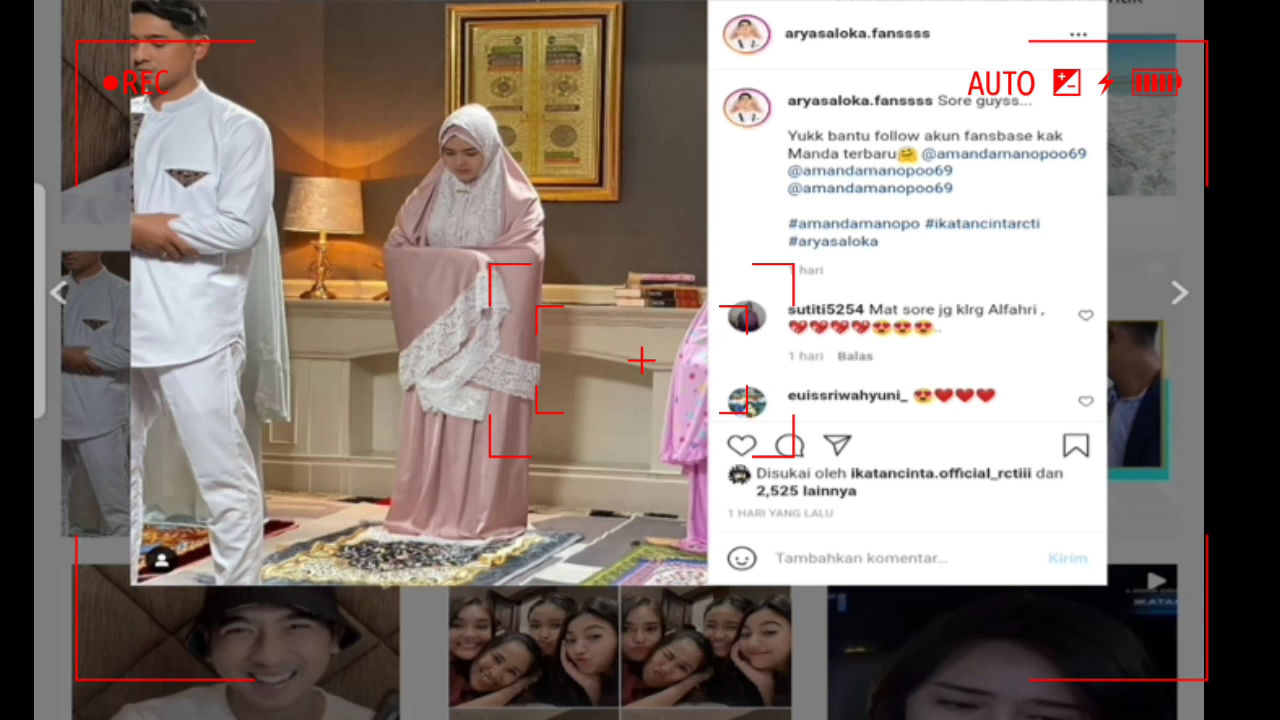 aryasaloka.fanssss
REC
AUTO
aryasaloka.fanssss Sore guyss...
Yukk bantu follow akun fansbase kak
Manda terbaru🤗 @amandamanopoo69
@amandamanopoo69
@amandamanopoo69
#amandamanopo #ikatancintarcti
#aryasaloka
hari
sutiti5254 Mat sore jg klrg Alfahri ,
💖💖💖💖😍😍😍..
1 hari Balas
euissriwahyuni_ 😍❤️❤️❤️
Disukai oleh ikatancinta.official_rctiii dan
2,525 lainnya
1 HARI YANG LALU
Tambahkan komentar...
Kirim